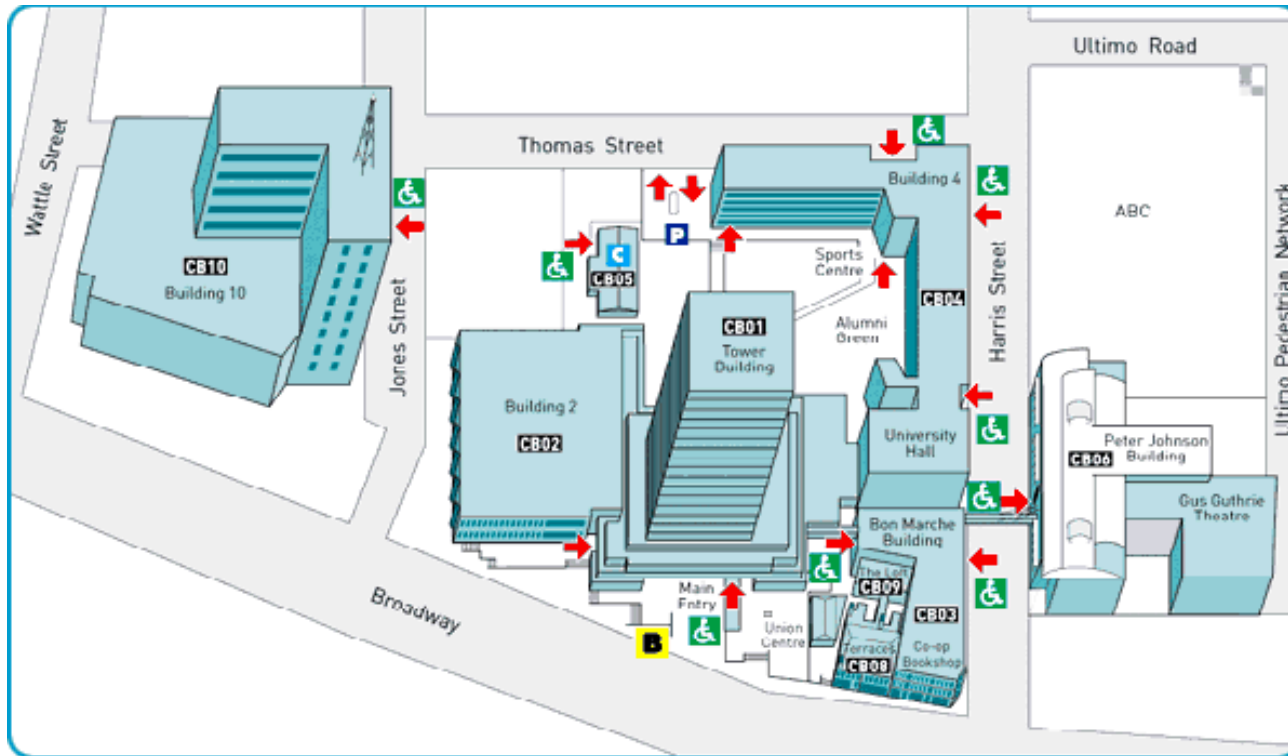 Ultimo Road
Thomas Street
Wattle Street
Jones Street
Harris Street
Ultimo Pedestrian Network
Broadway
CB10
Building 10
C
CB05
P
Building 4
Sports
Centre
CB04
Alumni
Green
ABC
CB01
Tower
Building
Building 2
CB02
University
Hall
CB06
Peter Johnson
Building
Gus Guthrie
Theatre
Bon Marche
Building
The Loft
CB09
CB03
Main
Entry
Union
Centre
B
Terraces
CB08
Co-op
Bookshop